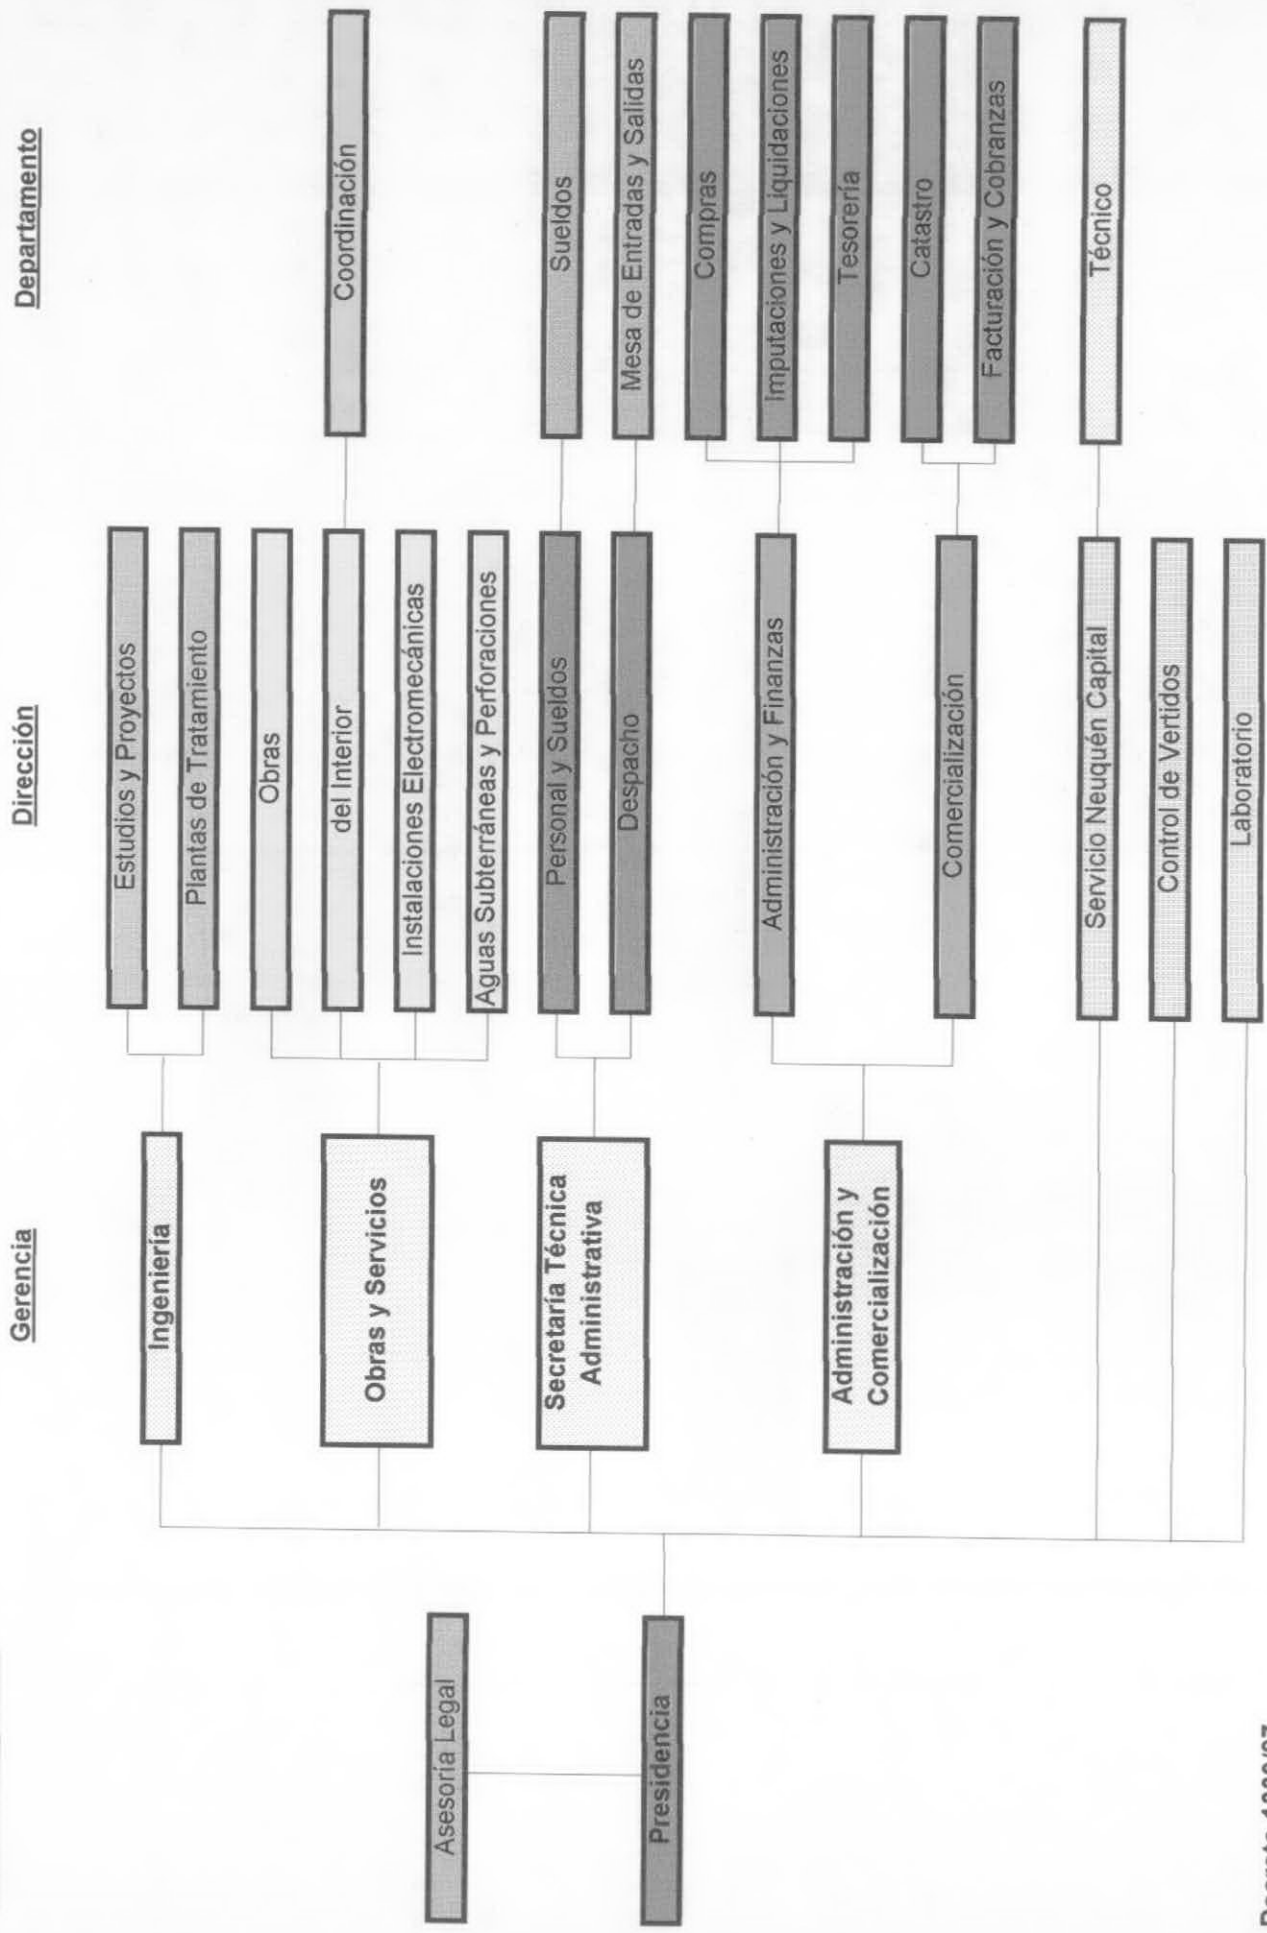 Gerencia
Dirección
Departamento
Asesoría Legal
Presidencia
Ingeniería
Estudios y Proyectos
Plantas de Tratamiento
Obras y Servicios
Obras
del Interior
Coordinación
Instalaciones Electromecánicas
Aguas Subterráneas y Perforaciones
Secretaría Técnica
Administrativa
Personal y Sueldos
Sueldos
Despacho
Mesa de Entradas y Salidas
Administración y
Comercialización
Administración y Finanzas
Compras
Imputaciones y Liquidaciones
Tesorería
Comercialización
Catastro
Facturación y Cobranzas
Servicio Neuquén Capital
Técnico
Control de Vertidos
Laboratorio